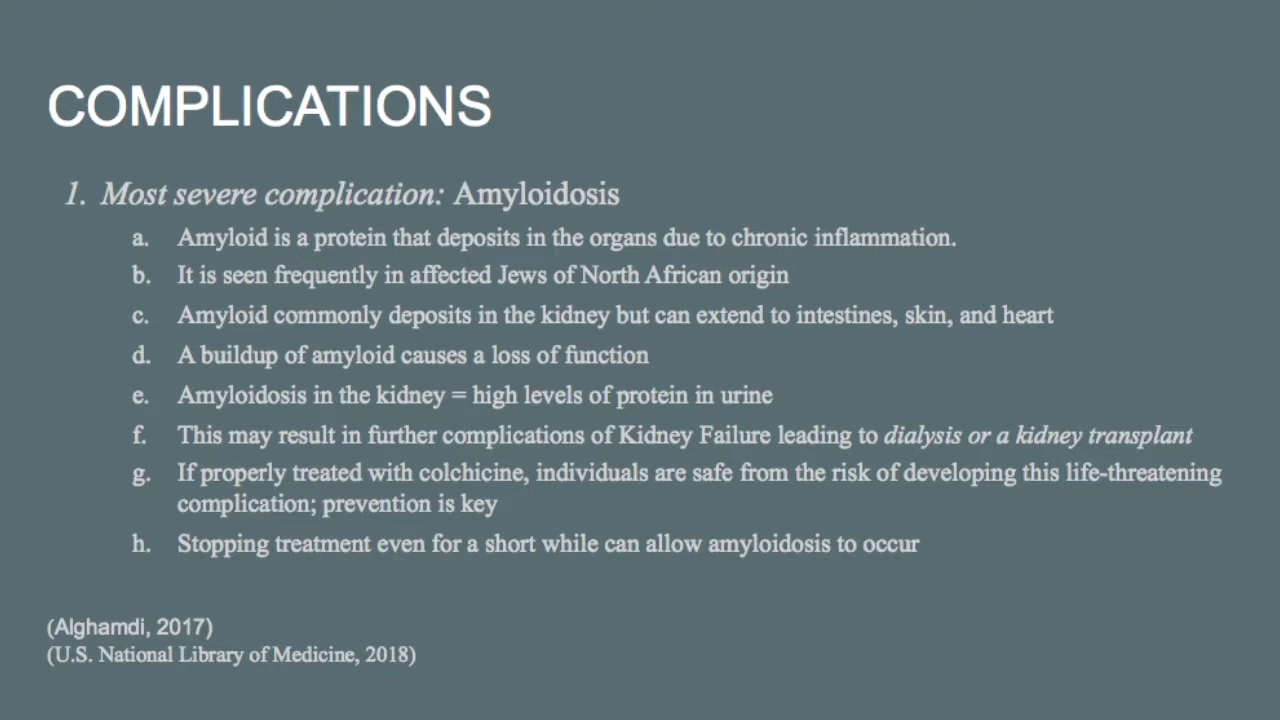 COMPLICATIONS
1. Most severe complication: Amyloidosis
a. Amyloid is a protein that deposits in the organs due to chronic inflammation.
b. It is seen frequently in affected Jews of North African origin
c. Amyloid commonly deposits in the kidney but can extend to intestines, skin, and heart
d. A buildup of amyloid causes a loss of function
e. Amyloidosis in the kidney = high levels of protein in urine
f. This may result in further complications of Kidney Failure leading to dialysis or a kidney transplant
g. If properly treated with colchicine, individuals are safe from the risk of developing this life-threatening
complication; prevention is key
h. Stopping treatment even for a short while can allow amyloidosis to occur
(Alghamdi, 2017)
(U.S. National Library of Medicine, 2018)